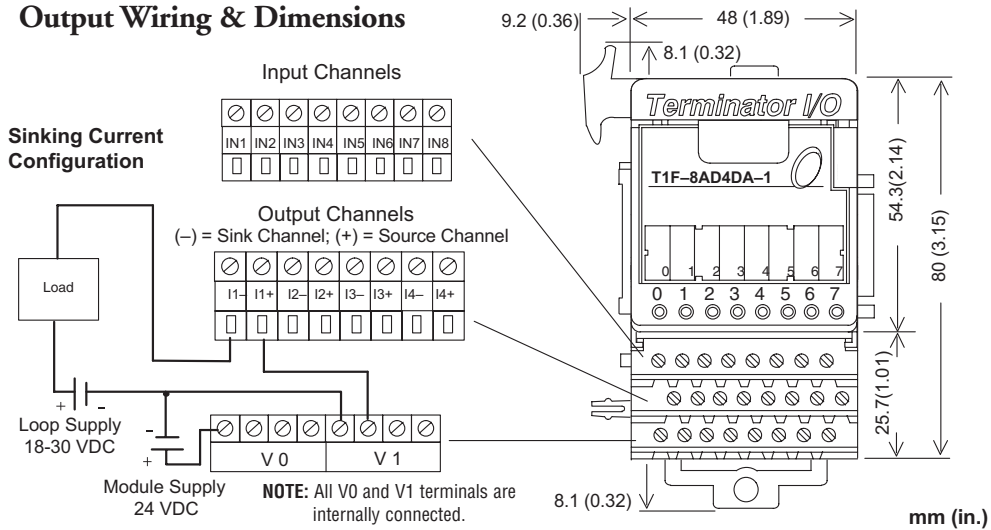 Output Wiring & Dimensions
9.2 (0.36)
48 (1.89)
8.1 (0.32)
Input Channels
IN1 IN2 IN3 IN4 IN5 IN6 IN7 IN8
Sinking Current
Configuration
Terminator I/O
T1F–8AD4DA–1
54.3(2.14)
80 (3.15)
Output Channels
(–) = Sink Channel; (+) = Source Channel
I1– I1+ I2– I2+ I3– I3+ I4– I4+
Load
0 1 2 3 4 5 6 7
0 1 2 3 4 5 6 7
25.7(1.01)
+ -
Loop Supply
18-30 VDC
-
+
V 0 V 1
Module Supply
24 VDC
NOTE: All V0 and V1 terminals are
internally connected.
8.1 (0.32)
mm (in.)